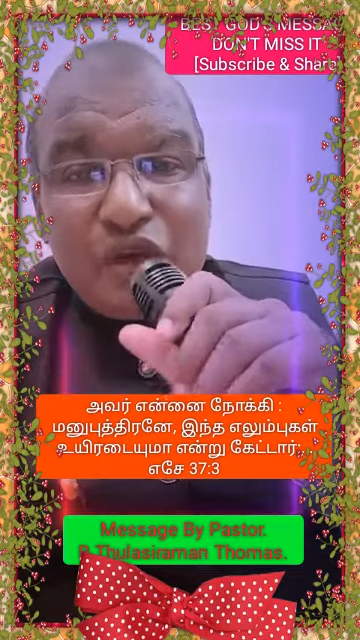 BEST GOD'S MESSA
DON'T MISS IT
[Subscribe & Share
அவர் என்னை நோக்கி :
மனுபுத்திரனே, இந்த எலும்புகள்
உயிரடையுமா என்று கேட்டார்;
எசே 37:3
Message By Pastor.
Thulasiraman Thomas.